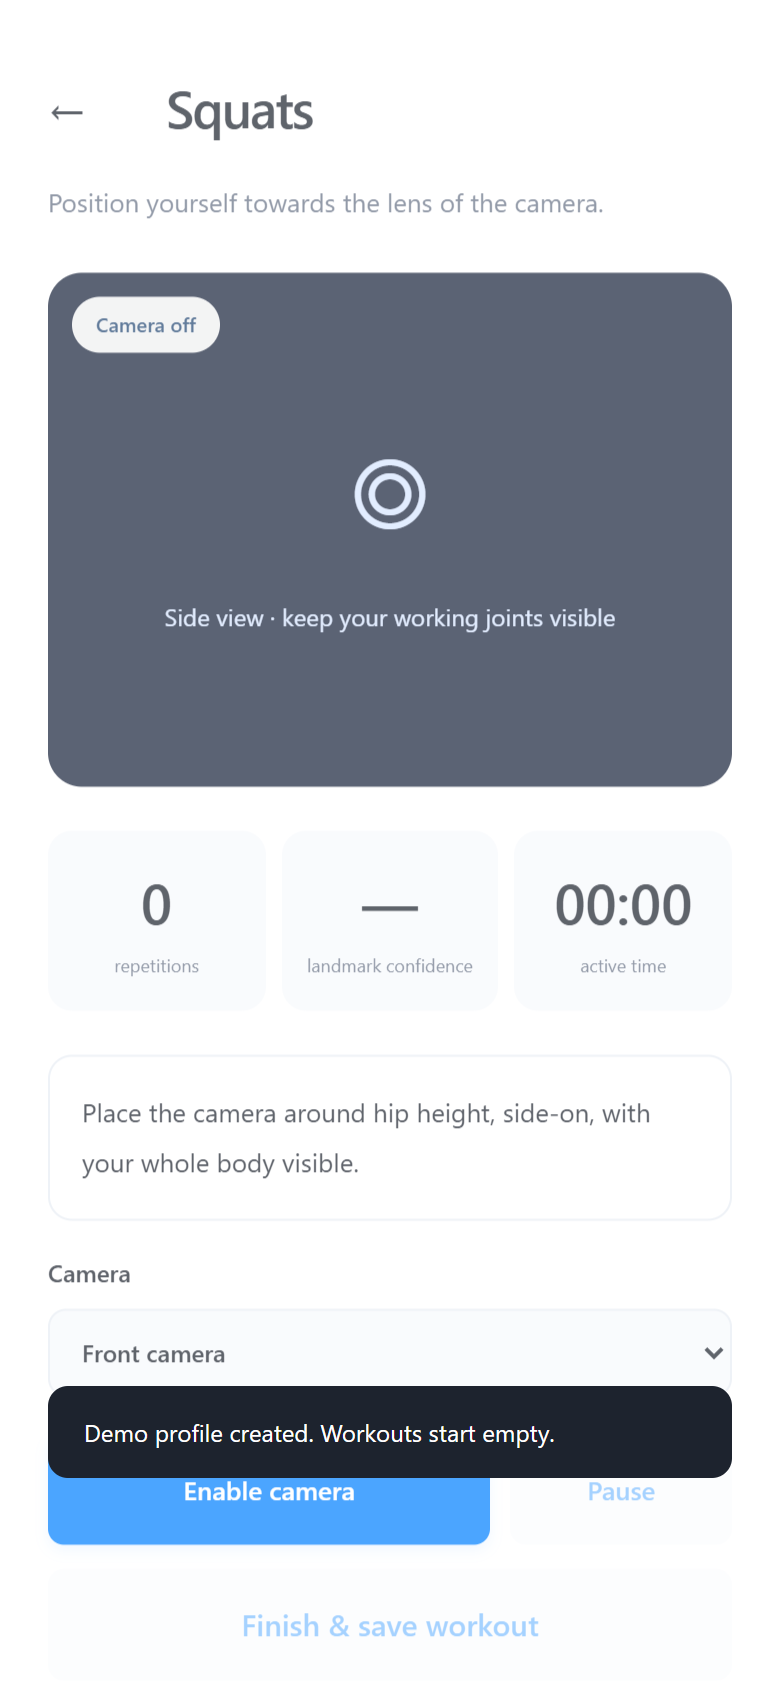 Squats
Position yourself towards the lens of the camera.
Camera off
Side view · keep your working joints visible
0
repetitions
—
landmark confidence
00:00
active time
Place the camera around hip height, side-on, with
your whole body visible.
Camera
Front camera
Demo profile created. Workouts start empty.
Enable camera
Pause
Finish & save workout